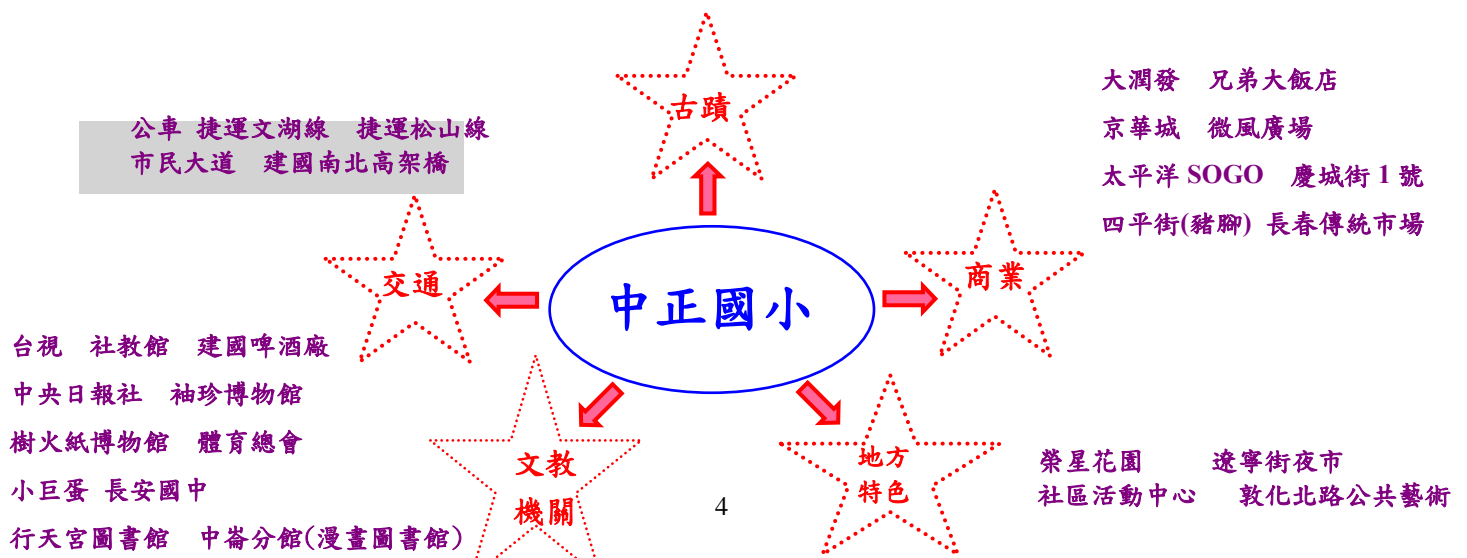 古蹟
大潤發 兄弟大飯店
京華城 微風廣場
太平洋 SOGO 慶城街 1 號
四平街(豬腳) 長春傳統市場
公車 捷運文湖線 捷運松山線
市民大道 建國南北高架橋
交通
商業
中正國小
台視 社教館 建國啤酒廠
中央日報社 袖珍博物館
樹火紙博物館 體育總會
小巨蛋 長安國中
行天宮圖書館 中崙分館(漫畫圖書館)
文教
機關
地方
特色
榮星花園 遼寧街夜市
社區活動中心 敦化北路公共藝術
4